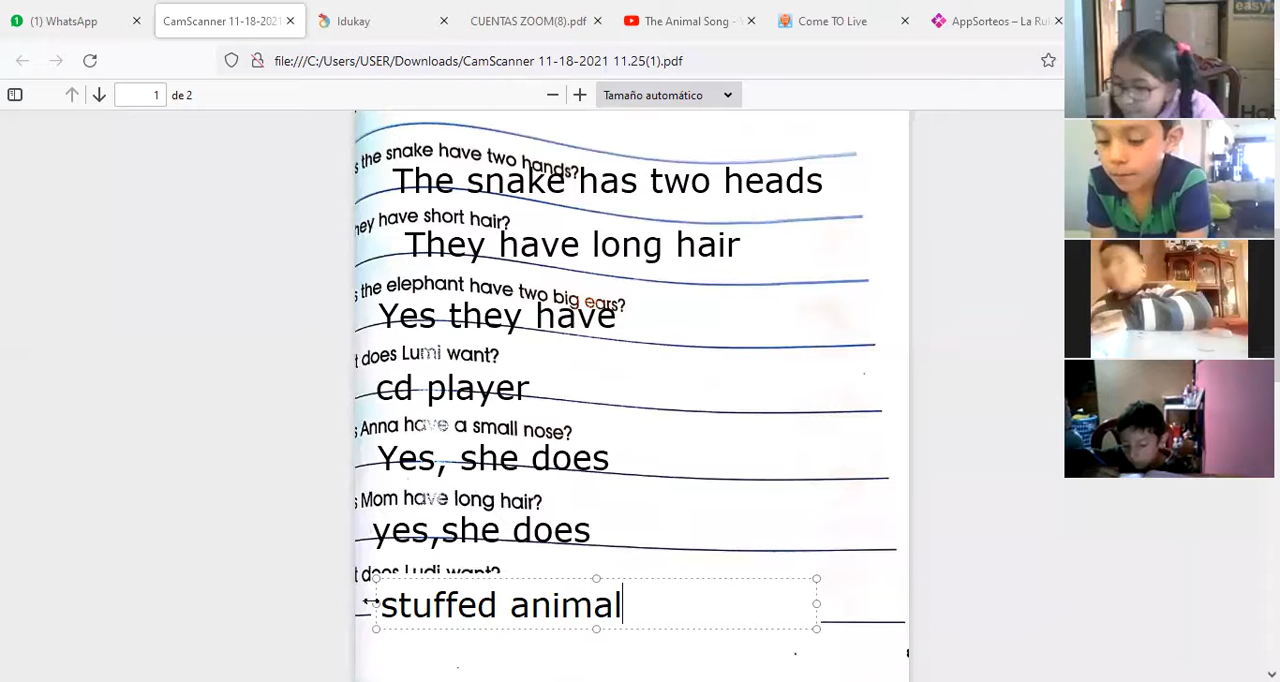 (1) WhatsApp
CamScanner 11-18-2021
Idukay
CUENTAS ZOOM(8).pdf
The Animal Song -
Come TO Live
AppSorteos – La Ru
file:///C:/Users/USER/Downloads/CamScanner 11-18-2021 11.25(1).pdf
1 de 2
Tamaño automático
s the snake have two hands?
The snake has two heads
hey have short hair?
They have long hair
s the elephant have two big ears?
Yes they have
t does Lumi want?
cd player
s Anna have a small nose?
Yes, she does
s Mom have long hair?
yes,she does
t does Ludi want?
stuffed animal